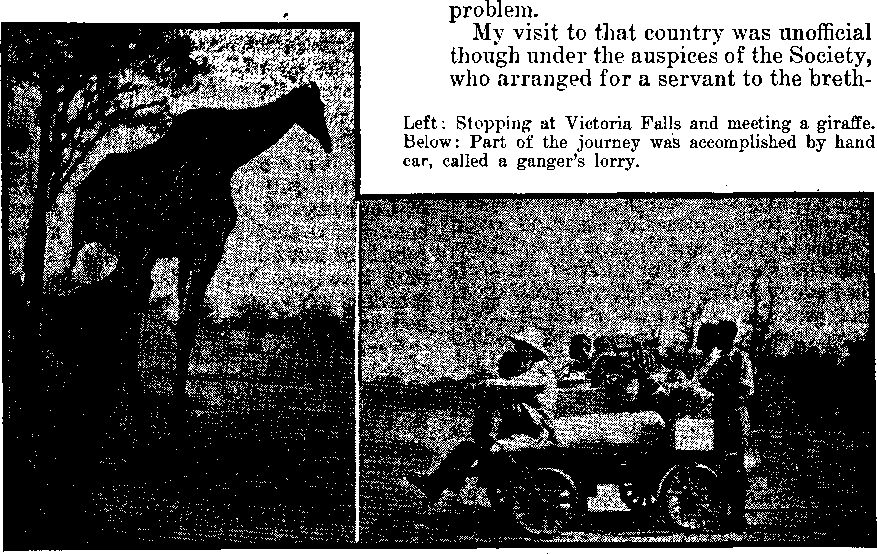 problem.
My visit to that country was unofficial
though under the auspices of the Society,
who arranged for a servant to the breth-
Left: Stopping at Victoria Falls and meeting a giraffe.
Below: Part of the journey was accomplished by hand
car, called a ganger's lorry.